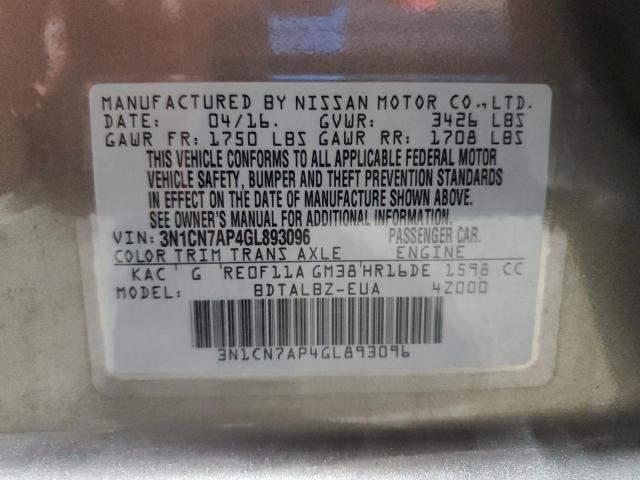 MANUFACTURED BY NISSAN MOTOR CO.,LTD.
DATE: 04/16. GVWR: 3426 LBS
GAWR FR: 1750 LBS GAWR RR: 1708 LBS
THIS VEHICLE CONFORMS TO ALL APPLICABLE FEDERAL MOTOR
VEHICLE SAFETY, BUMPER AND THEFT PREVENTION STANDARDS
IN EFFECT ON THE DATE OF MANUFACTURE SHOWN ABOVE.
SEE OWNER'S MANUAL FOR ADDITIONAL INFORMATION.
VIN: 3N1CN7AP4GL893096 PASSENGER CAR.
COLOR TRIM TRANS AXLE ENGINE
KAC G RE0F11A GM38 HR16DE 1598 CC
MODEL: BDTALBZ-EUA 4Z000
3N1CN7AP4GL893096